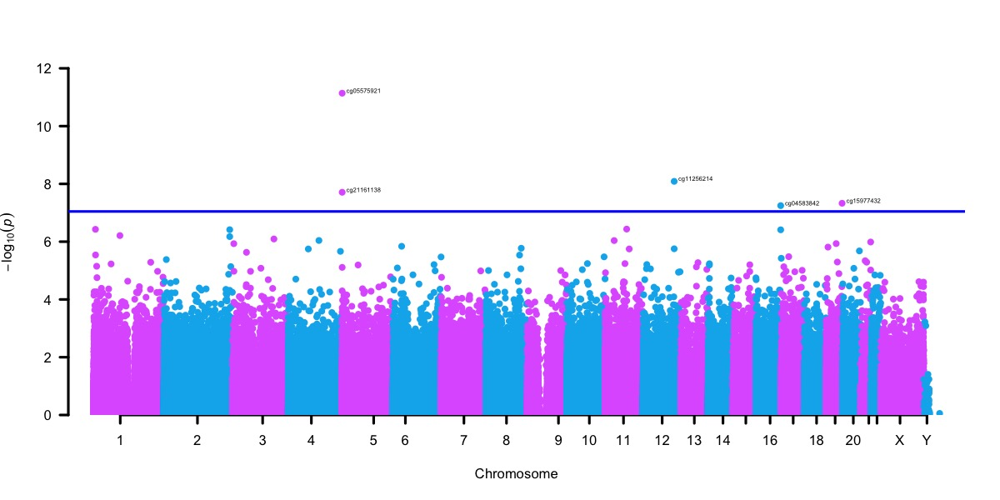 12
cg05575921
10
cg11256214
8
cg21161138
cg15977432
cg04583842
6
4
2
0
−log10(p)
1 2 3 4 5 6 7 8 9 10 11 12 13 14 16 18 20 X Y
Chromosome